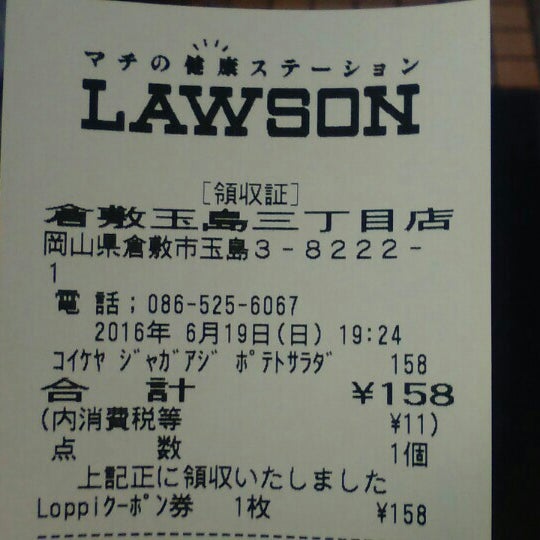 マチの健康ステーション
LAWSON
[領収証]
倉敷玉島三丁目店
岡山県倉敷市玉島3-8222-
1
電 話;086-525-6067
2016年 6月19日(日) 19:24
コイケヤ ジャガアジ ポテトサラダ 158
合 計 ¥158
(内消費税等 ¥11)
点 数 1個
上記正に領収いたしました
Loppiクーポン券 1枚 ¥158